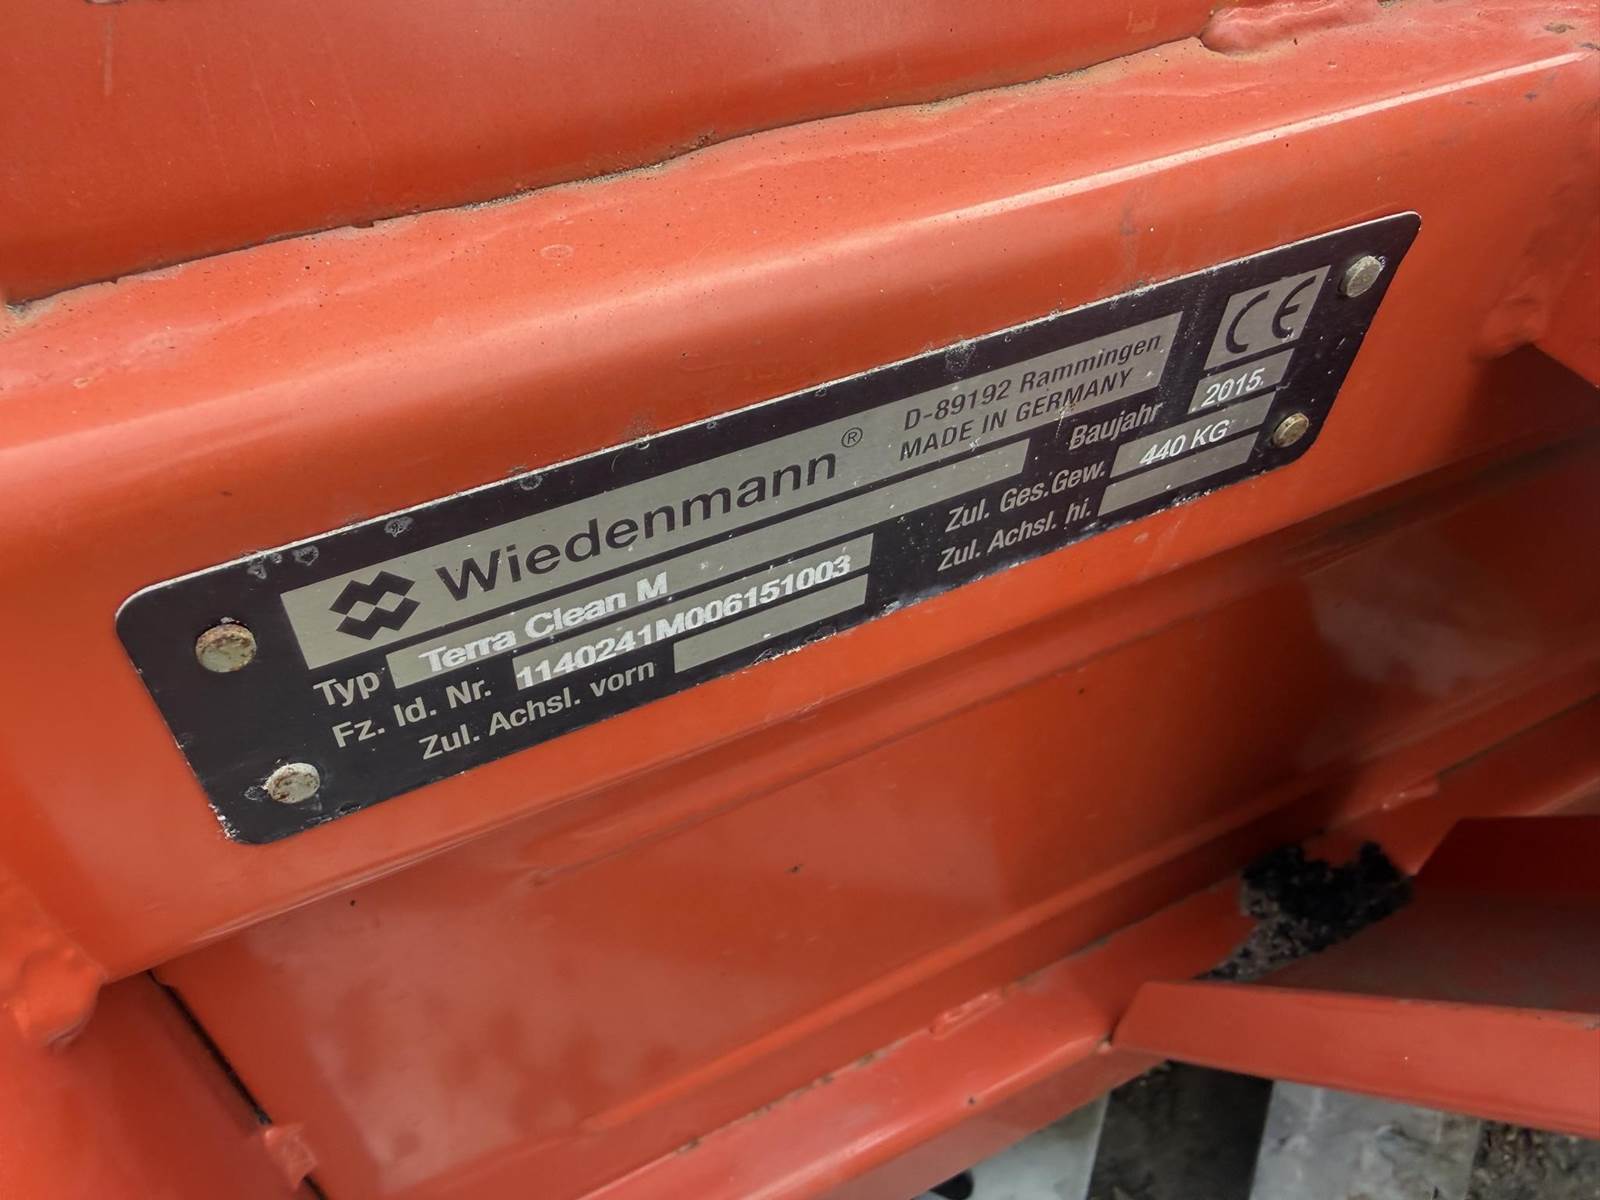 Wiedenmann® D-89192 Rammingen
MADE IN GERMANY
CE
Typ Terra Clean M
Baujahr 2015
Fz. Id. Nr. 1140241M006151003
Zul. Ges.Gew. 440 KG
Zul. Achsl. vorn
Zul. Achsl. hi.